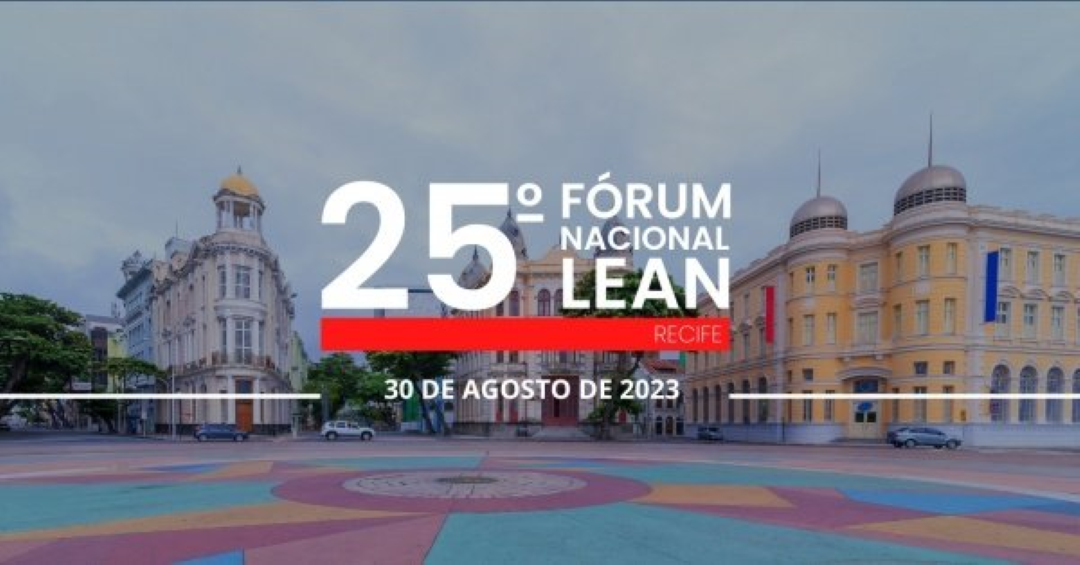 25º FÓRUM
NACIONAL
LEAN
RECIFE
30 DE AGOSTO DE 2023